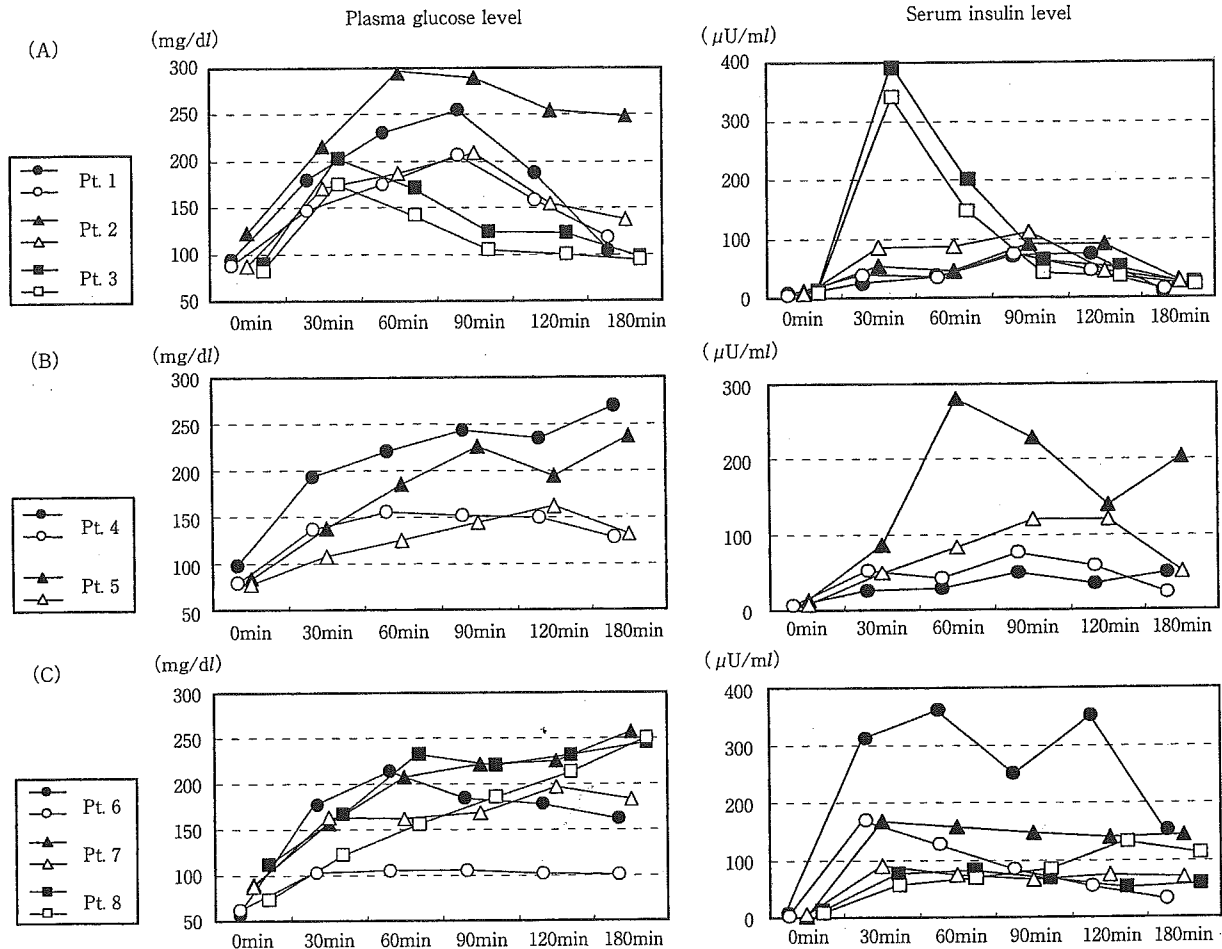 Plasma glucose level
Serum insulin level
(A)
(mg/dl)
(μU/ml)
300
250
200
150
100
50
400
300
200
100
0
Pt. 1
Pt. 2
Pt. 3
0min 30min 60min 90min 120min 180min
0min 30min 60min 90min 120min 180min
(B)
(mg/dl)
(μU/ml)
300
250
200
150
100
50
300
200
100
0
Pt. 4
Pt. 5
0min 30min 60min 90min 120min 180min
0min 30min 60min 90min 120min 180min
(C)
(mg/dl)
(μU/ml)
300
250
200
150
100
50
400
300
200
100
0
Pt. 6
Pt. 7
Pt. 8
0min 30min 60min 90min 120min 180min
0min 30min 60min 90min 120min 180min